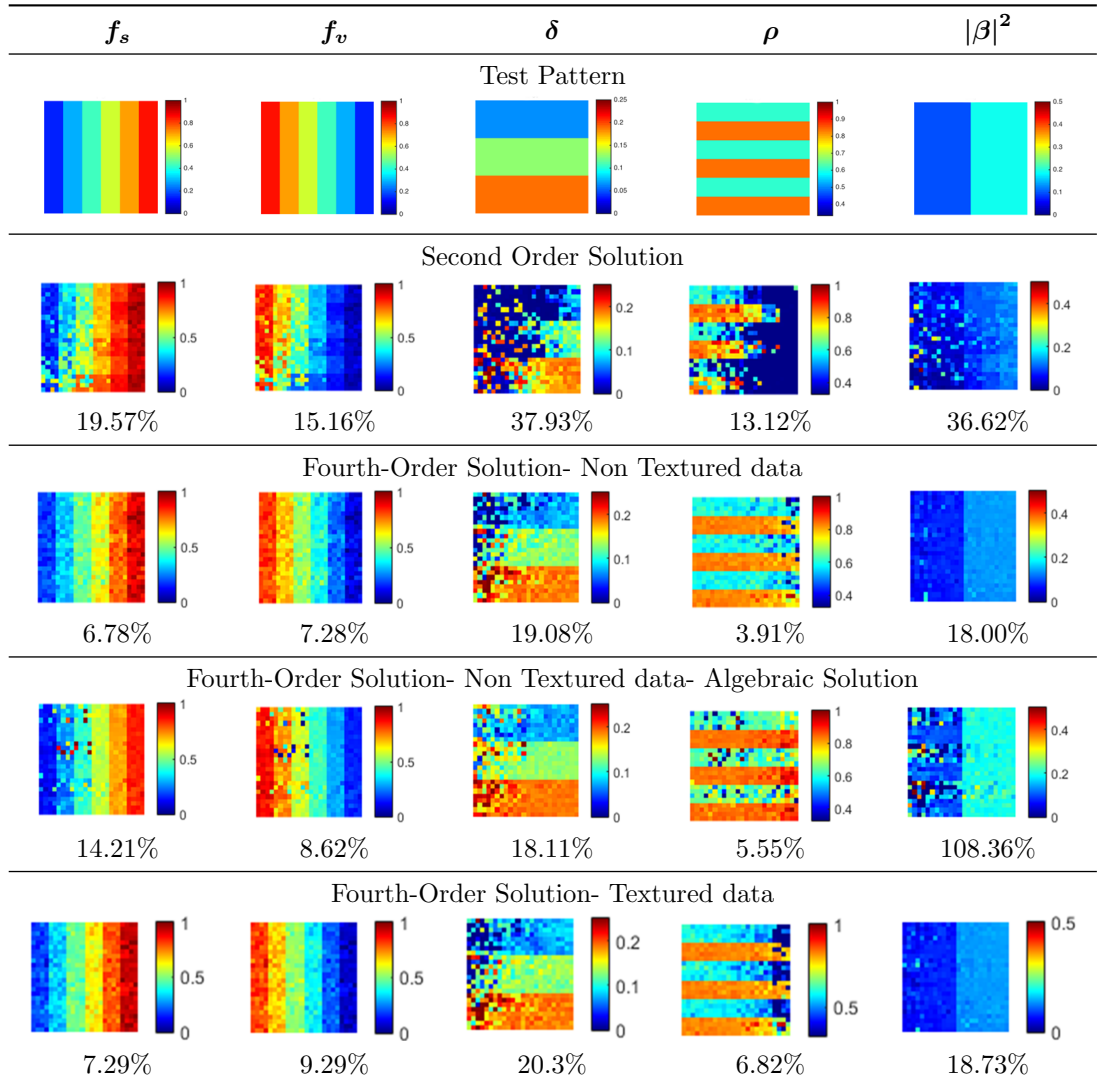 f_s f_v δ ρ |β|^2
Test Pattern
1 0.8 0.6 0.4 0.2 0
1 0.8 0.6 0.4 0.2 0
0.25 0.2 0.15 0.1 0.05 0
1 0.9 0.8 0.7 0.6 0.5 0.4
0.5 0.4 0.3 0.2 0.1 0
Second Order Solution
1 0.5 0
1 0.5 0
0.2 0.1 0
1 0.8 0.6 0.4
0.4 0.2 0
19.57% 15.16% 37.93% 13.12% 36.62%
Fourth-Order Solution- Non Textured data
1 0.5 0
1 0.5 0
0.2 0.1 0
1 0.8 0.6 0.4
0.4 0.2 0
6.78% 7.28% 19.08% 3.91% 18.00%
Fourth-Order Solution- Non Textured data- Algebraic Solution
1 0.5 0
1 0.5 0
0.2 0.1 0
1 0.8 0.6 0.4
0.4 0.2 0
14.21% 8.62% 18.11% 5.55% 108.36%
Fourth-Order Solution- Textured data
1 0.5 0
1 0.5 0
0.2 0.1 0
1 0.5
0.5 0
7.29% 9.29% 20.3% 6.82% 18.73%